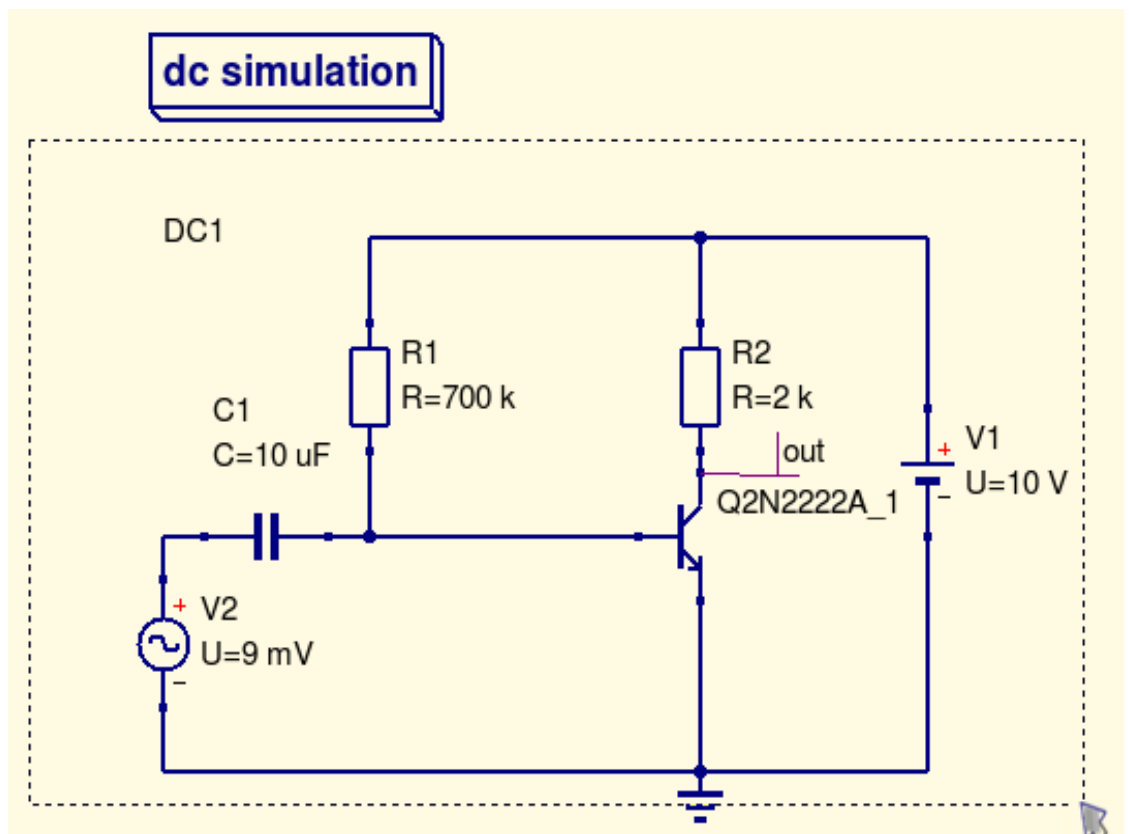 dc simulation
DC1
R1
R=700 k
R2
R=2 k
C1
C=10 uF
out
Q2N2222A_1
+
V1
U=10 V
−
+
V2
U=9 mV
−